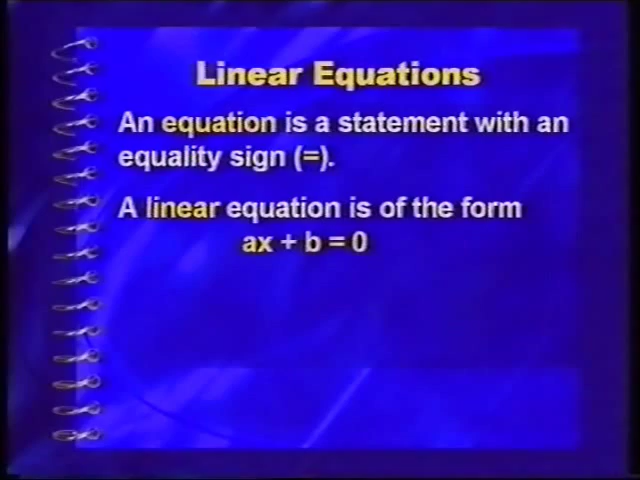 Linear Equations
An equation is a statement with an
equality sign (=).
A linear equation is of the form
ax + b = 0